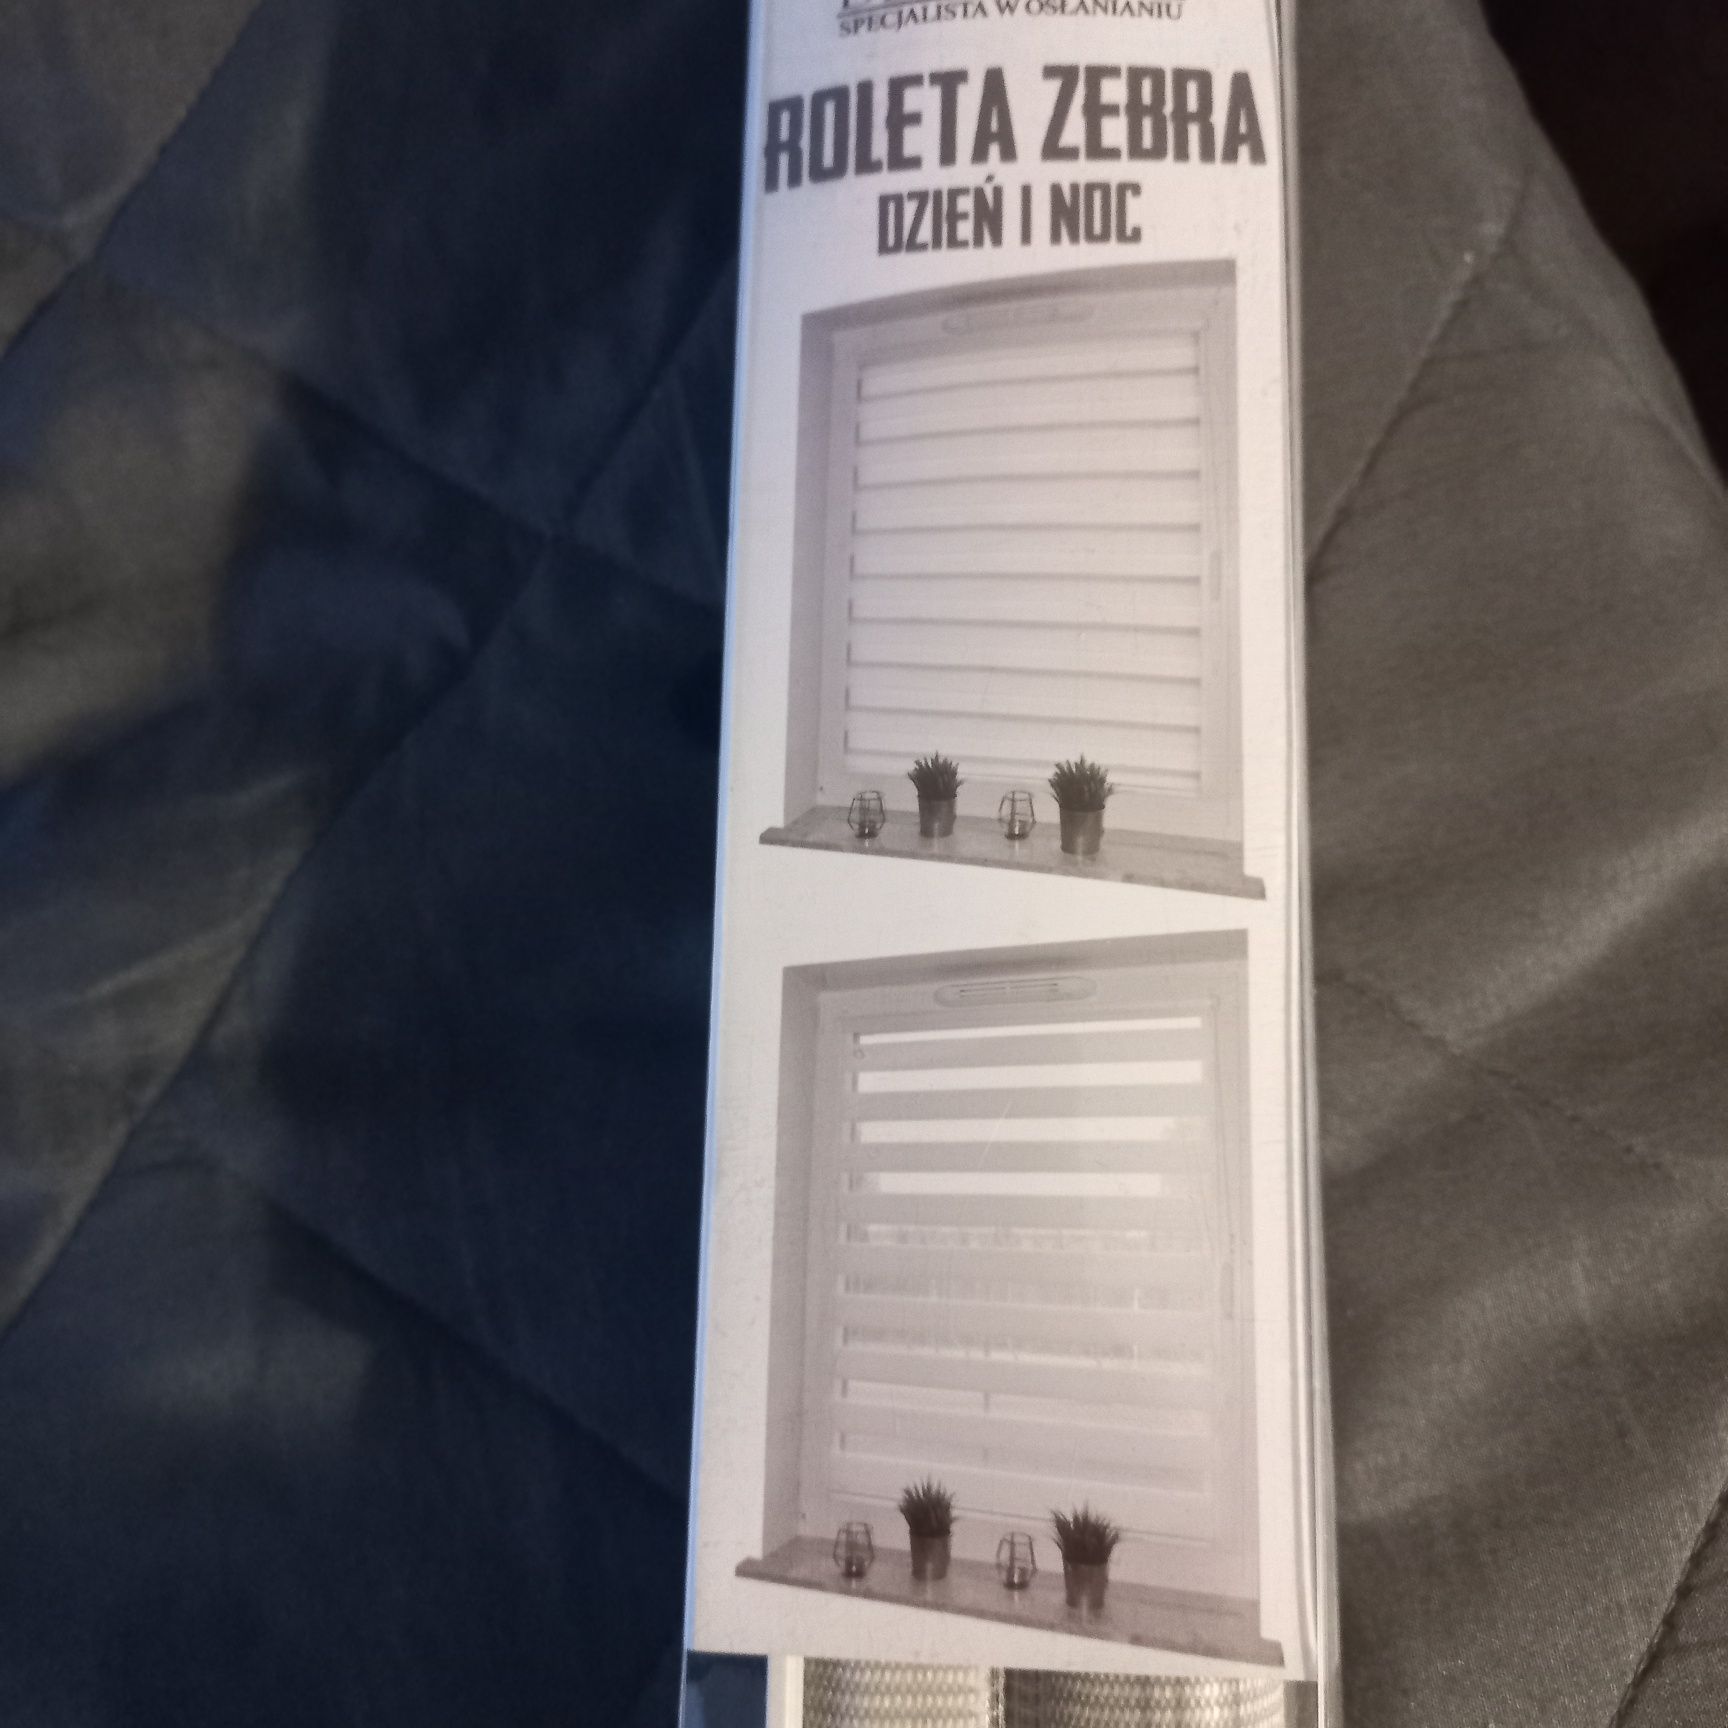 SPECJALISTA W OSŁANIANIU
ROLETA ZEBRA
DZIEŃ I NOC